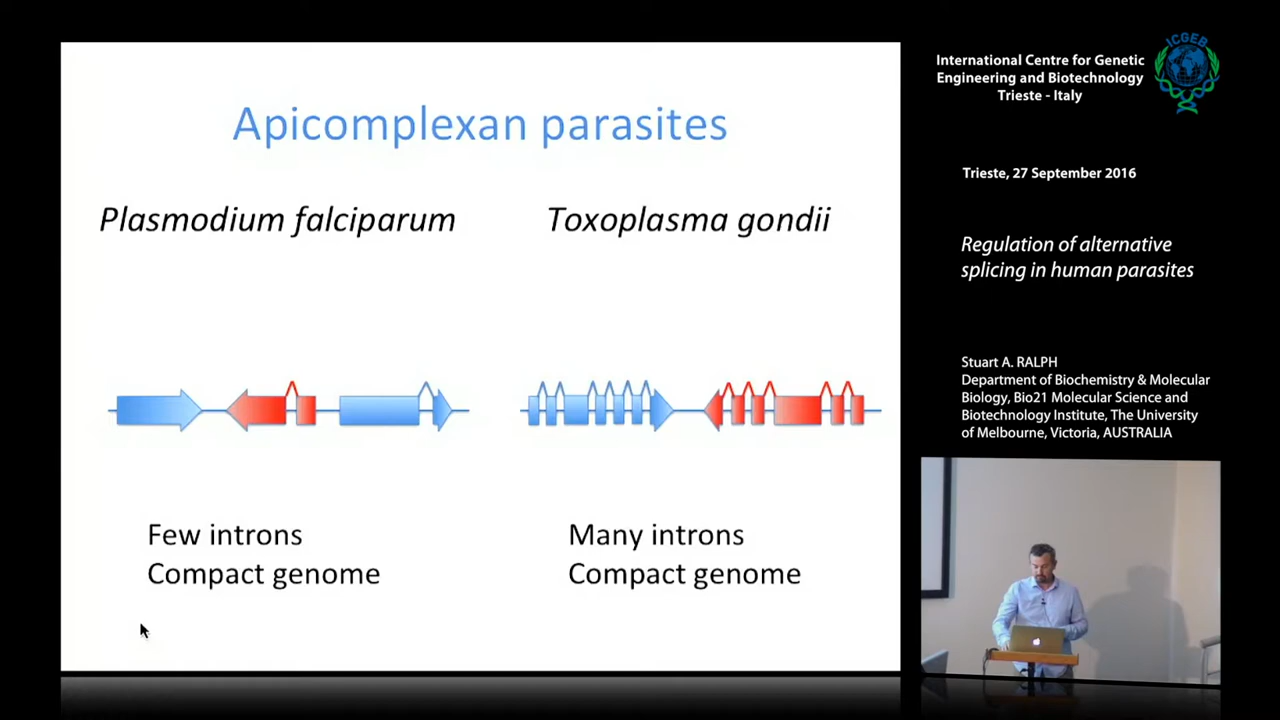 Apicomplexan parasites
Plasmodium falciparum
Toxoplasma gondii
Few introns
Compact genome
Many introns
Compact genome
International Centre for Genetic
Engineering and Biotechnology
Trieste - Italy
ICGEB
Trieste, 27 September 2016
Regulation of alternative
splicing in human parasites
Stuart A. RALPH
Department of Biochemistry & Molecular
Biology, Bio21 Molecular Science and
Biotechnology Institute, The University
of Melbourne, Victoria, AUSTRALIA